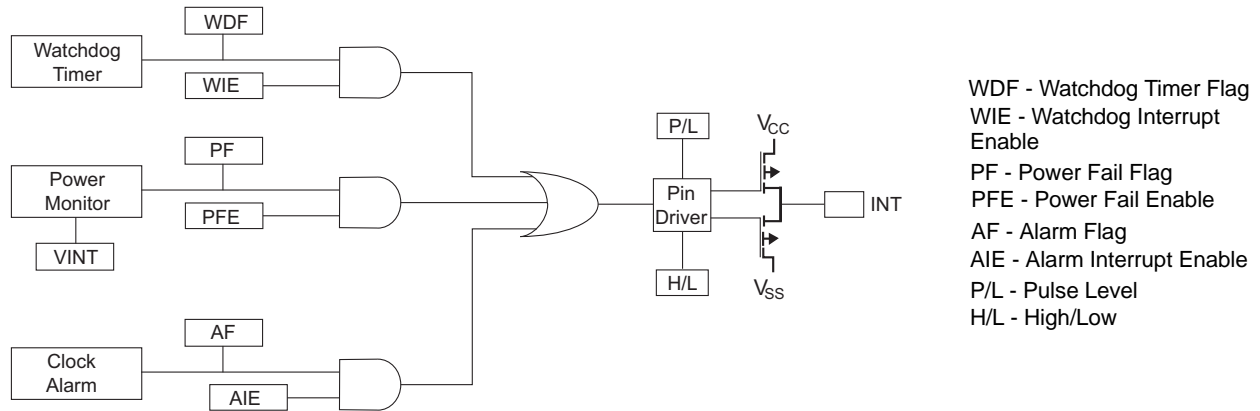 WDF
Watchdog
Timer
WIE
P/L
VCC
PF
Power
Monitor
Pin
Driver
INT
PFE
VINT
H/L
VSS
AF
Clock
Alarm
AIE
WDF - Watchdog Timer Flag
WIE - Watchdog Interrupt
Enable
PF - Power Fail Flag
PFE - Power Fail Enable
AF - Alarm Flag
AIE - Alarm Interrupt Enable
P/L - Pulse Level
H/L - High/Low